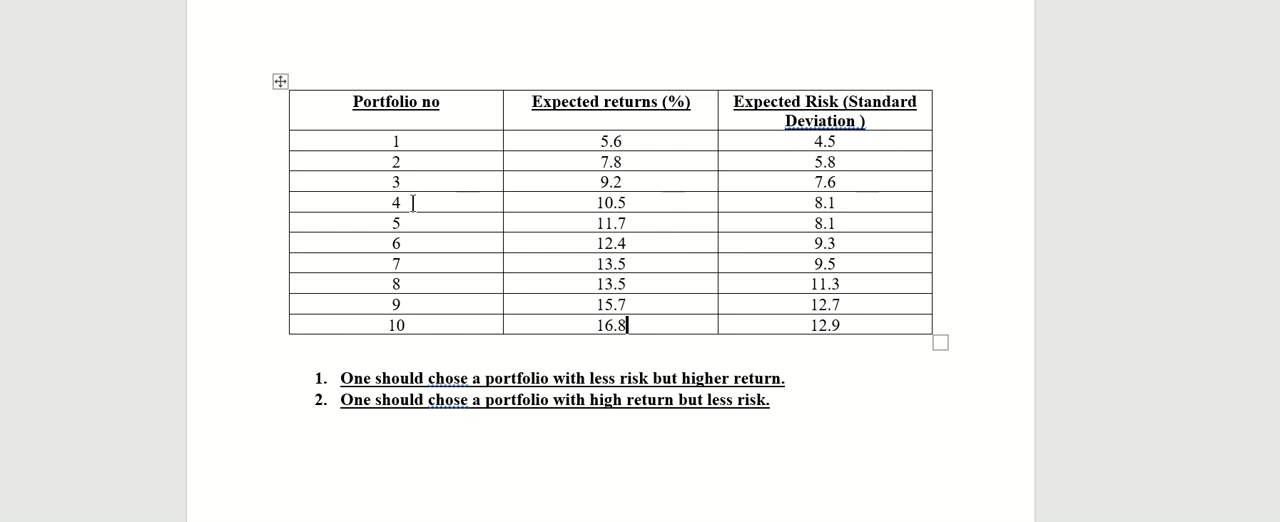 Portfolio no Expected returns (%) Expected Risk (Standard
Deviation )
1 5.6 4.5
2 7.8 5.8
3 9.2 7.6
4 10.5 8.1
5 11.7 8.1
6 12.4 9.3
7 13.5 9.5
8 13.5 11.3
9 15.7 12.7
10 16.8 12.9
1. One should chose a portfolio with less risk but higher return.
2. One should chose a portfolio with high return but less risk.